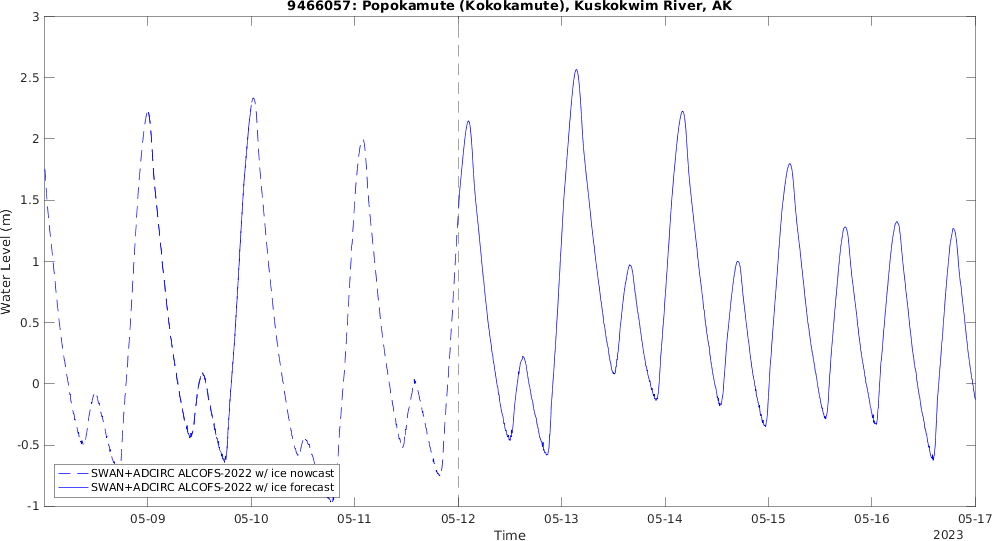 9466057: Popokamute (Kokokamute), Kuskokwim River, AK
3
2.5
2
1.5
1
0.5
0
-0.5
-1
Water Level (m)
SWAN+ADCIRC ALCOFS-2022 w/ ice nowcast
SWAN+ADCIRC ALCOFS-2022 w/ ice forecast
05-09 05-10 05-11 05-12 05-13 05-14 05-15 05-16 05-17
Time
2023